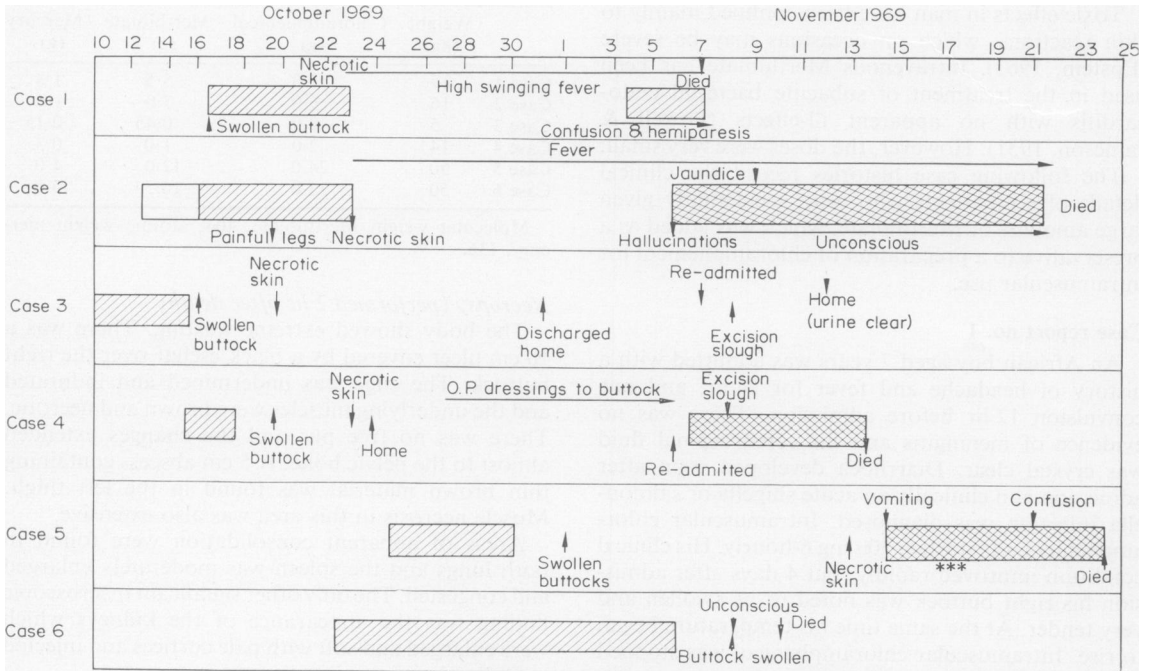 October 1969
November 1969
10 12 14 16 18 20 22 24 26 28 30 1 3 5 7 9 11 13 15 17 19 21 23 25
Necrotic
skin
High swinging fever
Died
Case 1
Swollen buttock
Confusion & hemiparesis
Fever
Jaundice
Case 2
Died
Painful legs
Necrotic skin
Hallucinations
Unconscious
Necrotic
skin
Re-admitted
Case 3
Swollen
buttock
Discharged
home
Excision
slough
Home
(urine clear)
Necrotic
skin
O.P. dressings to buttock
Excision
slough
Case 4
Swollen
buttock
Home
Re-admitted
Died
Vomiting
Confusion
Case 5
Swollen
buttocks
Necrotic
skin
***
Died
Unconscious
Died
Case 6
Buttock swollen